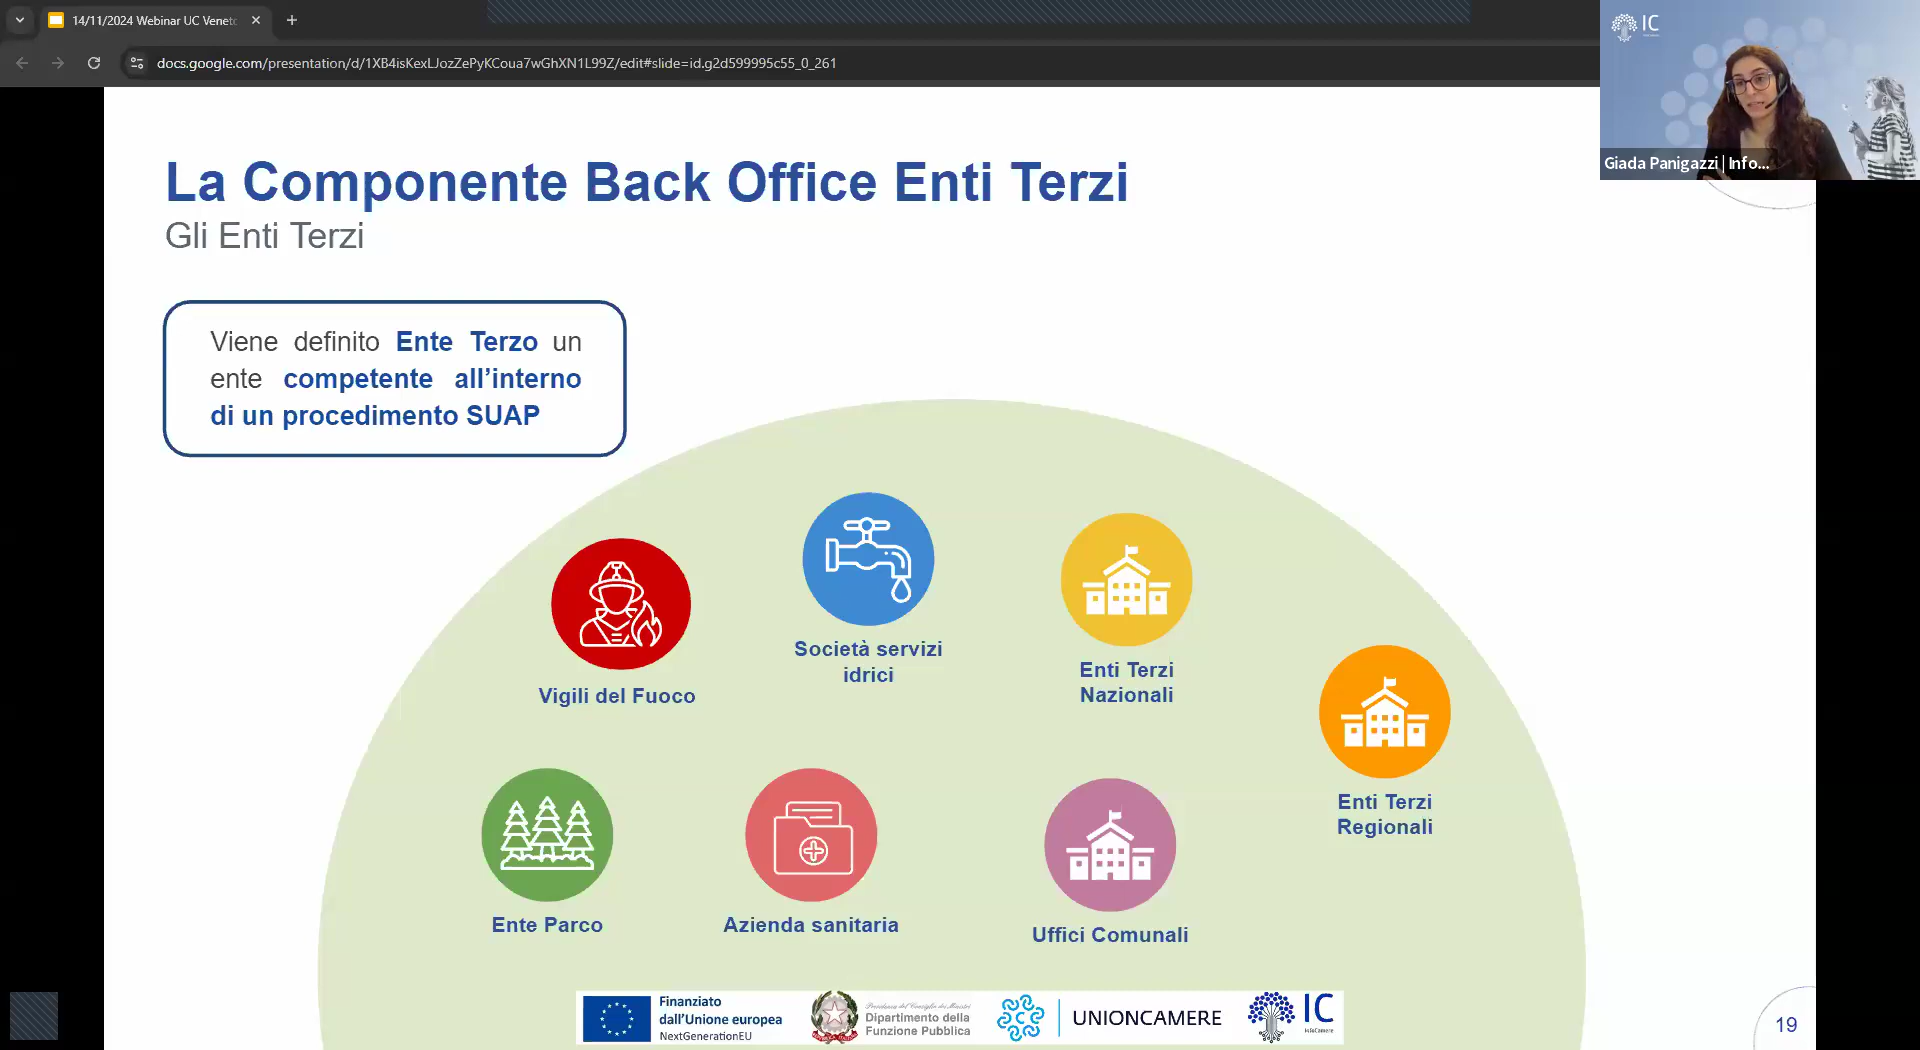 14/11/2024 Webinar UC Venet
docs.google.com/presentation/d/1XB4isKexLJozZePyKCoua7wGhXN1L99Z/edit#slide=id.g2d599995c55_0_261
IC
Giada Panigazzi | Info...
La Componente Back Office Enti Terzi
Gli Enti Terzi
Viene definito Ente Terzo un
ente competente all’interno
di un procedimento SUAP
Vigili del Fuoco
Società servizi
idrici
Enti Terzi
Nazionali
Enti Terzi
Regionali
Ente Parco
Azienda sanitaria
Uffici Comunali
Finanziato
dall'Unione europea
NextGenerationEU
Presidenza del Consiglio dei Ministri
Dipartimento della
Funzione Pubblica
UNIONCAMERE
IC
InfoCamere
19